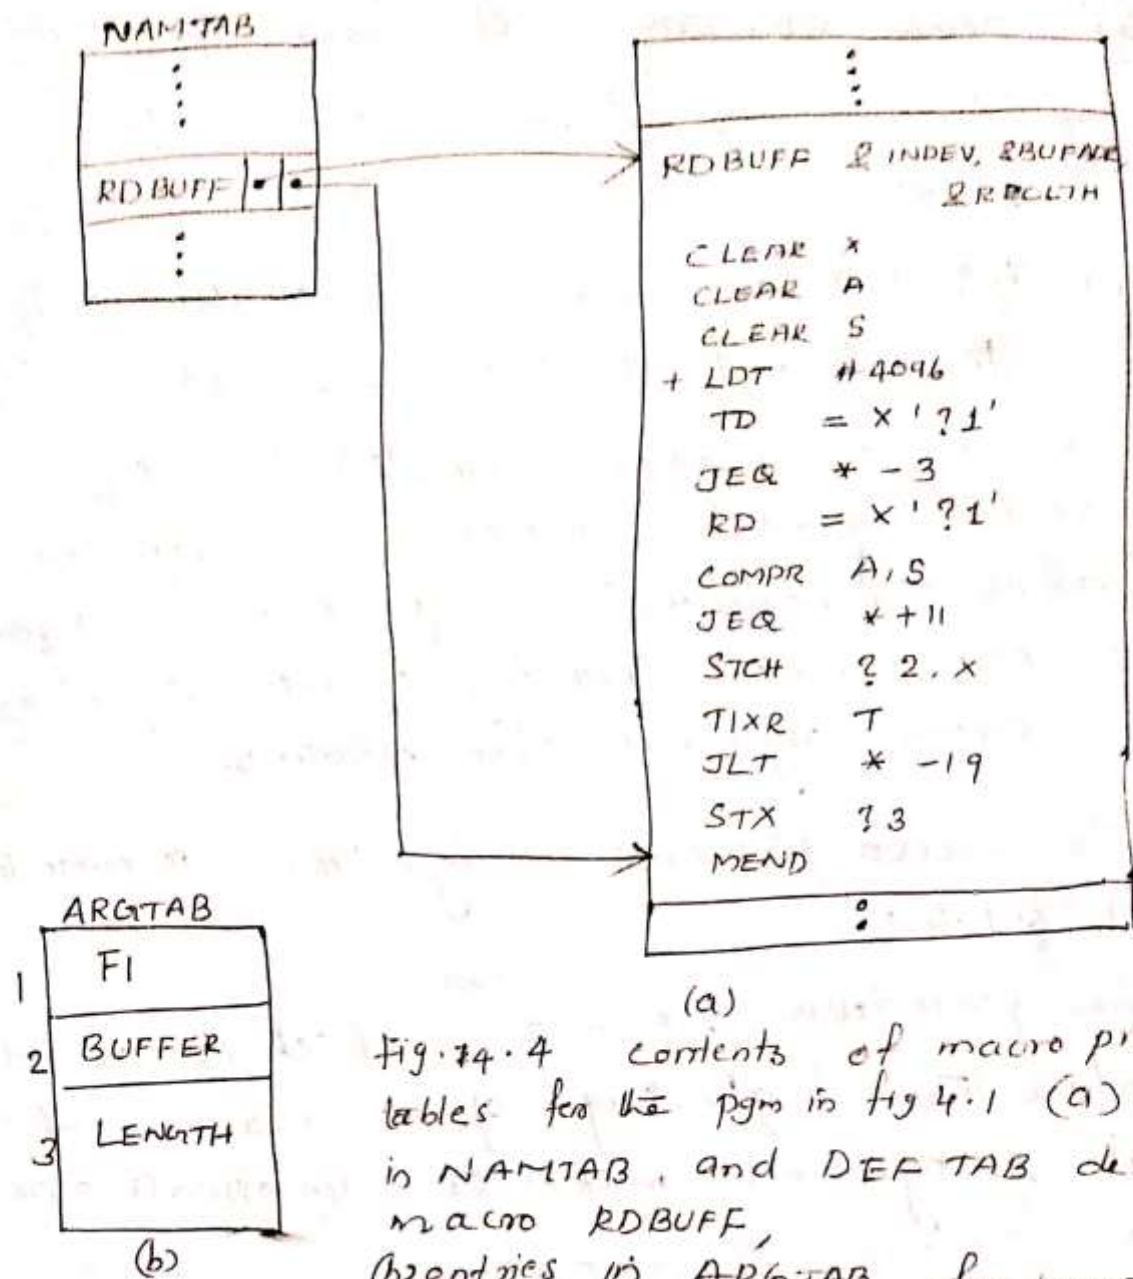 NAMTAB
RDBUFF
RDBUFF &INDEV, &BUFADR,
&RECLTH
CLEAR X
CLEAR A
CLEAR S
+ LDT #4096
TD = X '?1'
JEQ * - 3
RD = X '?1'
COMPR A,S
JEQ * + 11
STCH ?2,X
TIXR T
JLT * -19
STX ?3
MEND
(a)
ARGTAB
1 F1
2 BUFFER
3 LENGTH
(b)
Fig. 4.4 contents of macro
tables for the pgm in fig 4.1 (a)
in NAMTAB, and DEFTAB
macro RDBUFF,
(b) entries in ARGTAB